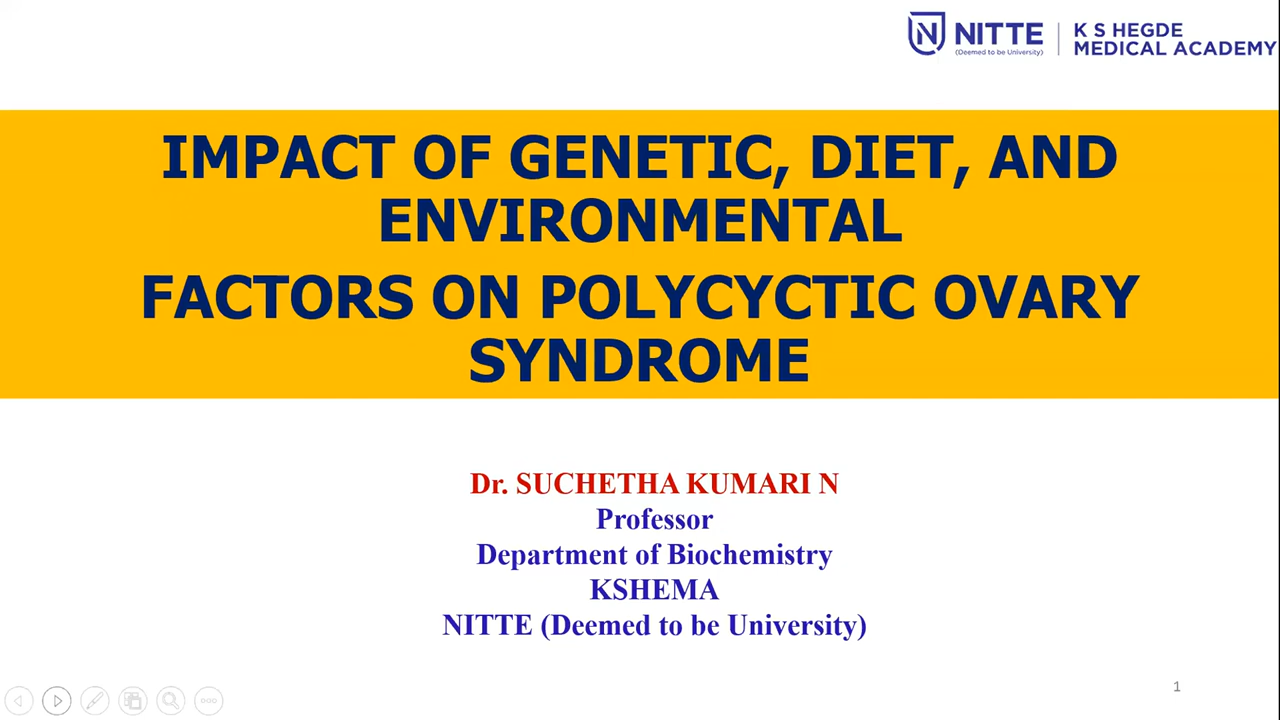 NITTE
(Deemed to be University)
K S HEGDE
MEDICAL ACADEMY
IMPACT OF GENETIC, DIET, AND
ENVIRONMENTAL
FACTORS ON POLYCYCTIC OVARY
SYNDROME
Dr. SUCHETHA KUMARI N
Professor
Department of Biochemistry
KSHEMA
NITTE (Deemed to be University)
1